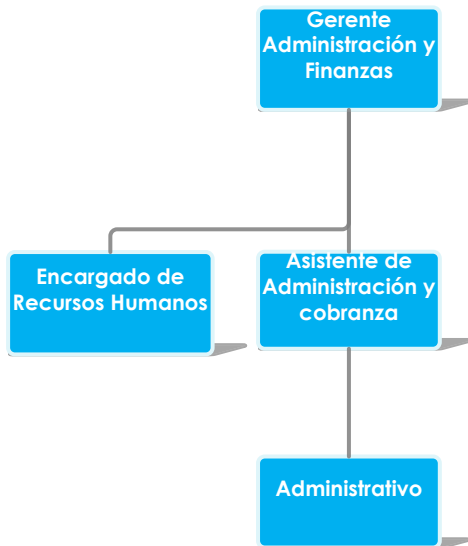 Gerente
Administración y
Finanzas
Encargado de
Recursos Humanos
Asistente de
Administración y
cobranza
Administrativo